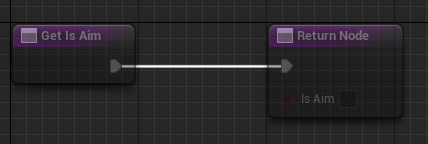 Get Is Aim
Return Node
Is Aim